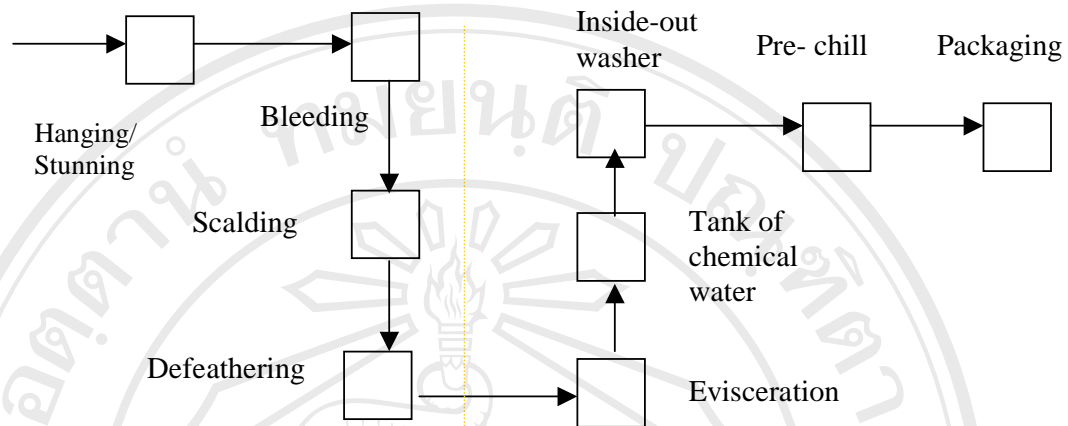 Inside-out
washer
Pre- chill
Packaging
Hanging/
Stunning
Bleeding
Scalding
Tank of
chemical
water
Defeathering
Evisceration